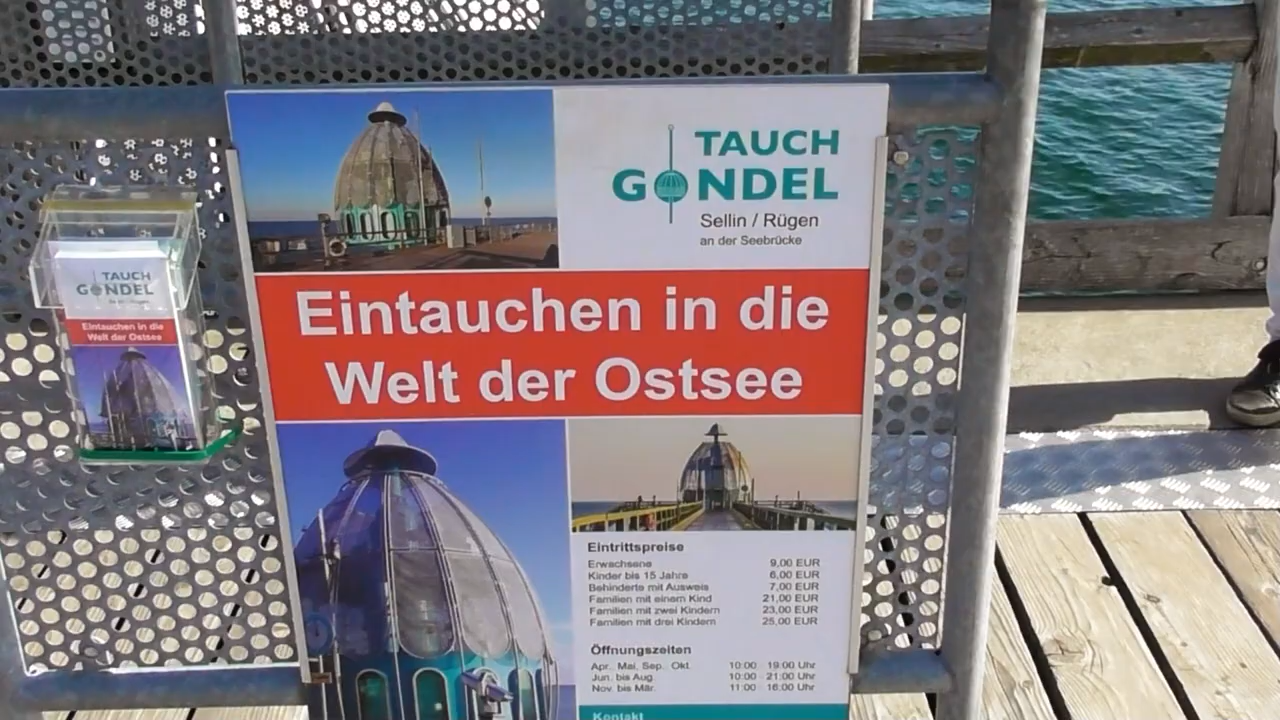 TAUCH
GONDEL
Sellin / Rügen
an der Seebrücke
Eintauchen in die
Welt der Ostsee
TAUCH
GONDEL
Eintauchen in die
Welt der Ostsee
Eintrittspreise
Erwachsene 9,00 EUR
Kinder bis 15 Jahre 6,00 EUR
Behinderte mit Ausweis 7,00 EUR
Familien mit einem Kind 21,00 EUR
Familien mit zwei Kindern 23,00 EUR
Familien mit drei Kindern 25,00 EUR
Öffnungszeiten
Apr., Mai, Sep., Okt. 10:00 - 19:00 Uhr
Jun. bis Aug. 10:00 - 21:00 Uhr
Nov. bis Mär. 11:00 - 16:00 Uhr
Kontakt